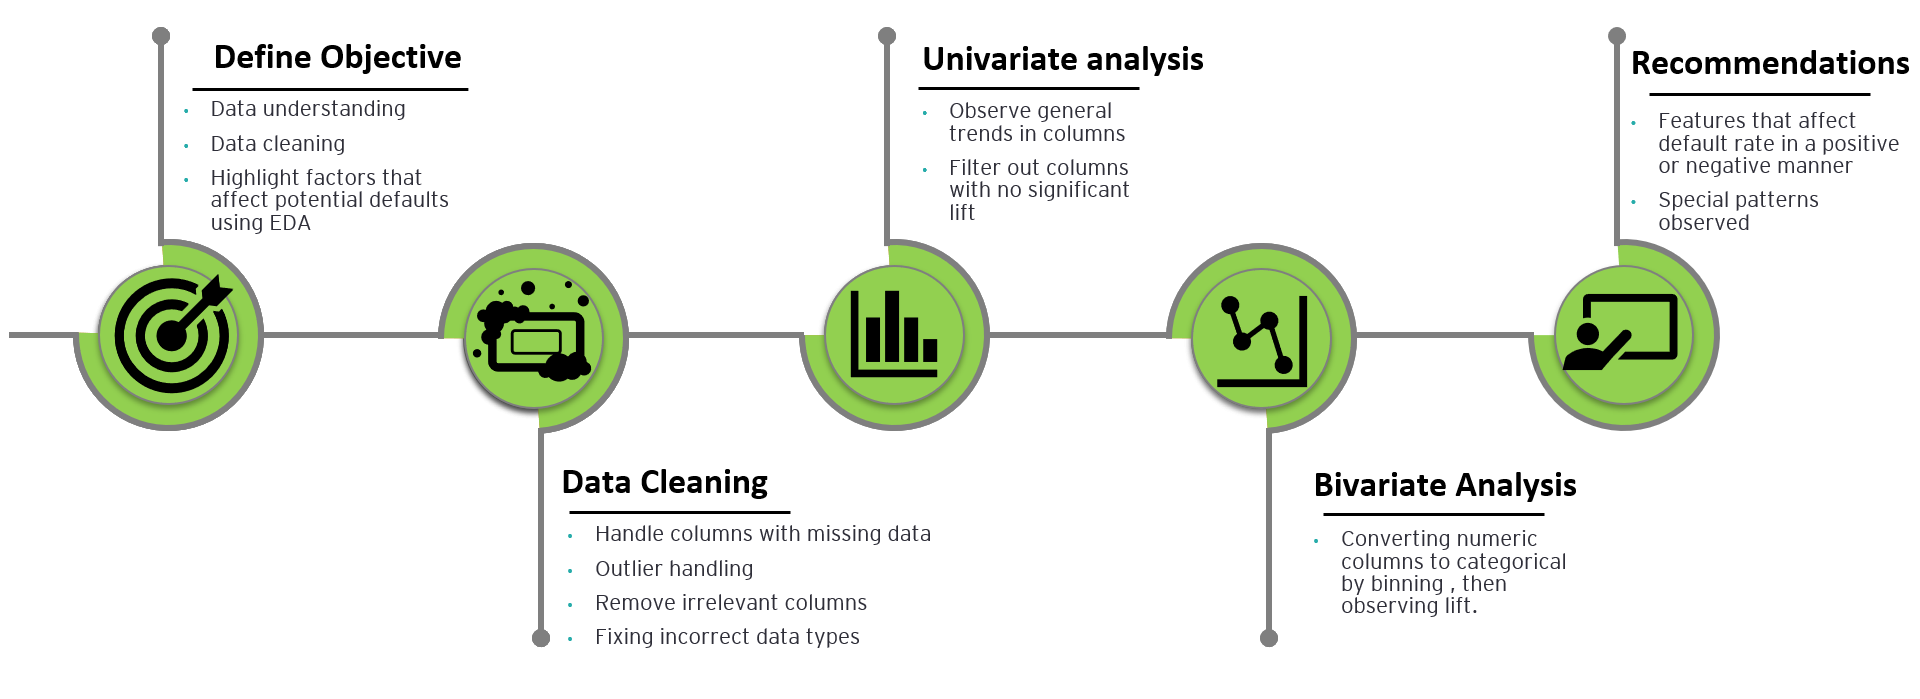 Define Objective
• Data understanding
• Data cleaning
• Highlight factors that
affect potential defaults
using EDA
Data Cleaning
• Handle columns with missing data
• Outlier handling
• Remove irrelevant columns
• Fixing incorrect data types
Univariate analysis
• Observe general
trends in columns
• Filter out columns
with no significant
lift
Bivariate Analysis
• Converting numeric
columns to categorical
by binning , then
observing lift.
Recommendations
• Features that affect
default rate in a positive
or negative manner
• Special patterns
observed